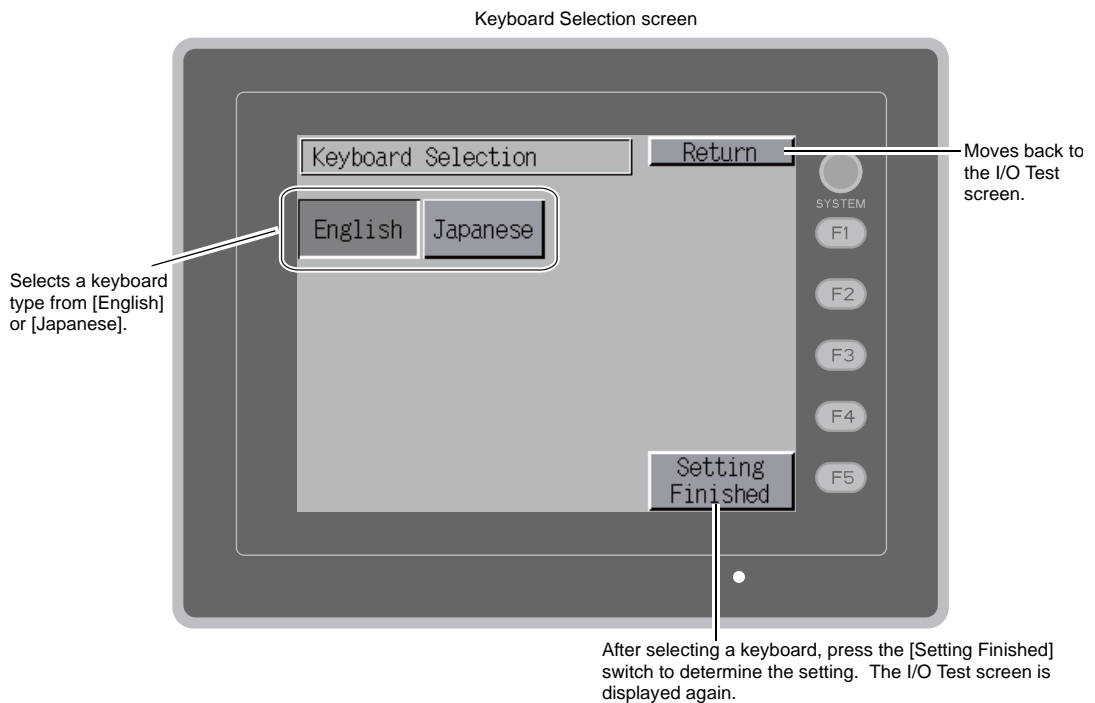 Keyboard Selection screen
Keyboard Selection
Return
Moves back to
the I/O Test
screen.
SYSTEM
English
Japanese
F1
Selects a keyboard
type from [English]
or [Japanese].
F2
F3
F4
Setting
Finished
F5
After selecting a keyboard, press the [Setting Finished]
switch to determine the setting.  The I/O Test screen is
displayed again.